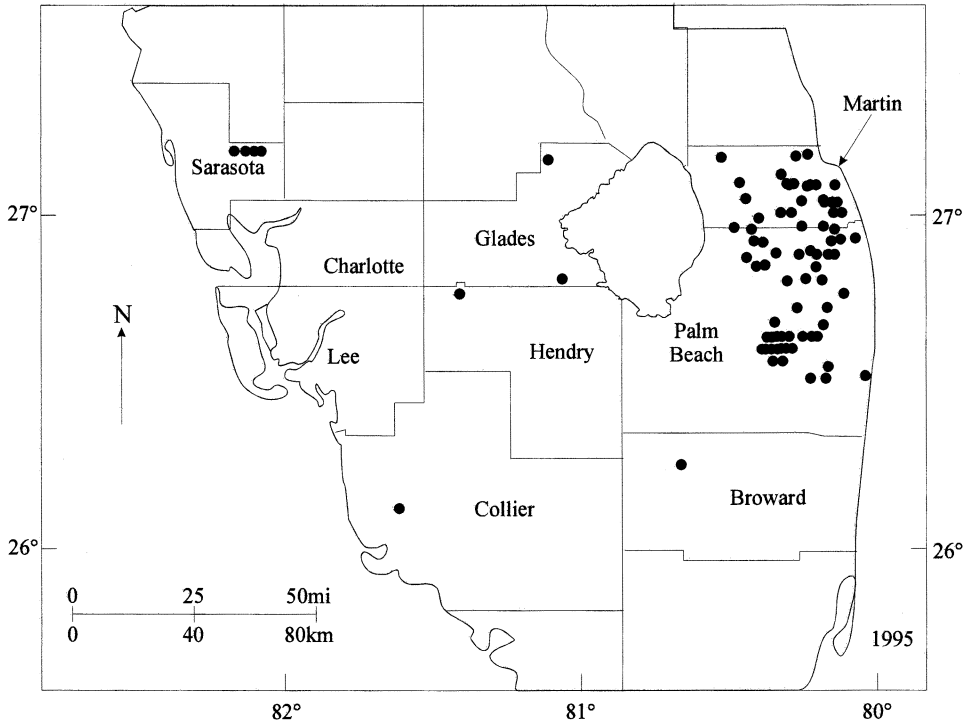 Martin
Sarasota
27°
27°
Glades
Charlotte
N
Palm
Beach
Lee
Hendry
Collier
Broward
26°
26°
0 25 50mi
0 40 80km
1995
82° 81° 80°